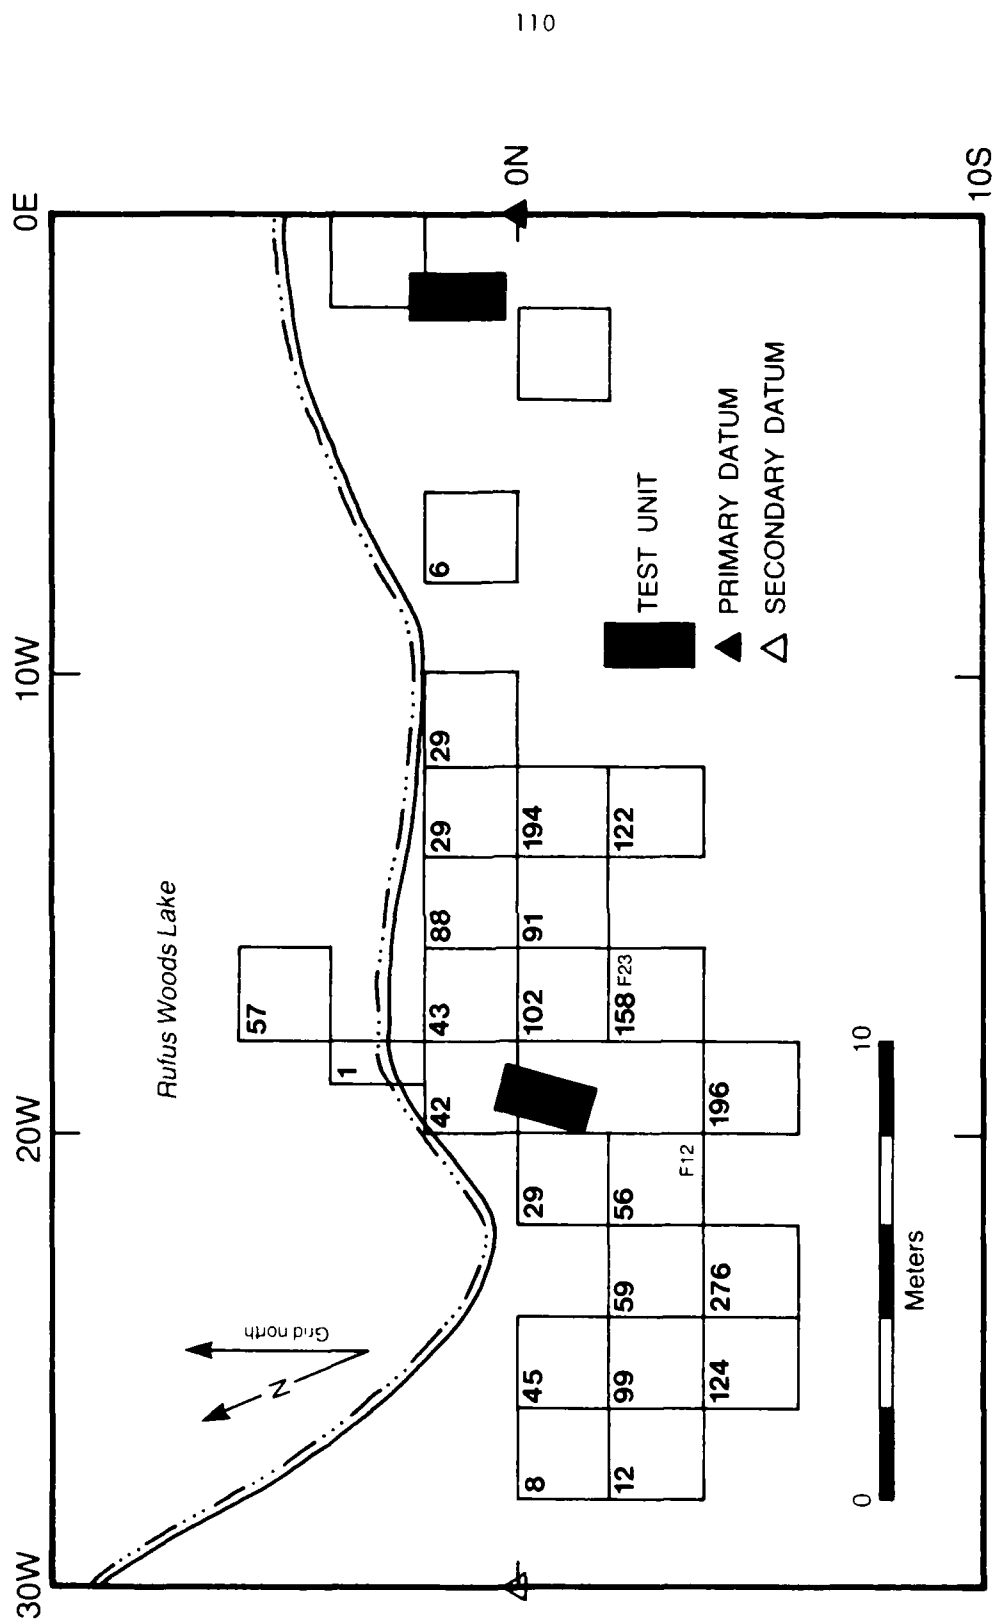 110
30W
20W
10W
0E
Rufus Woods Lake
Grid north
N
57
1
42
43
88
29
29
6
0N
8
45
29
102
91
194
12
99
59
56
158 F23
122
F12
124
276
196
TEST UNIT
PRIMARY DATUM
SECONDARY DATUM
0
10
Meters
10S